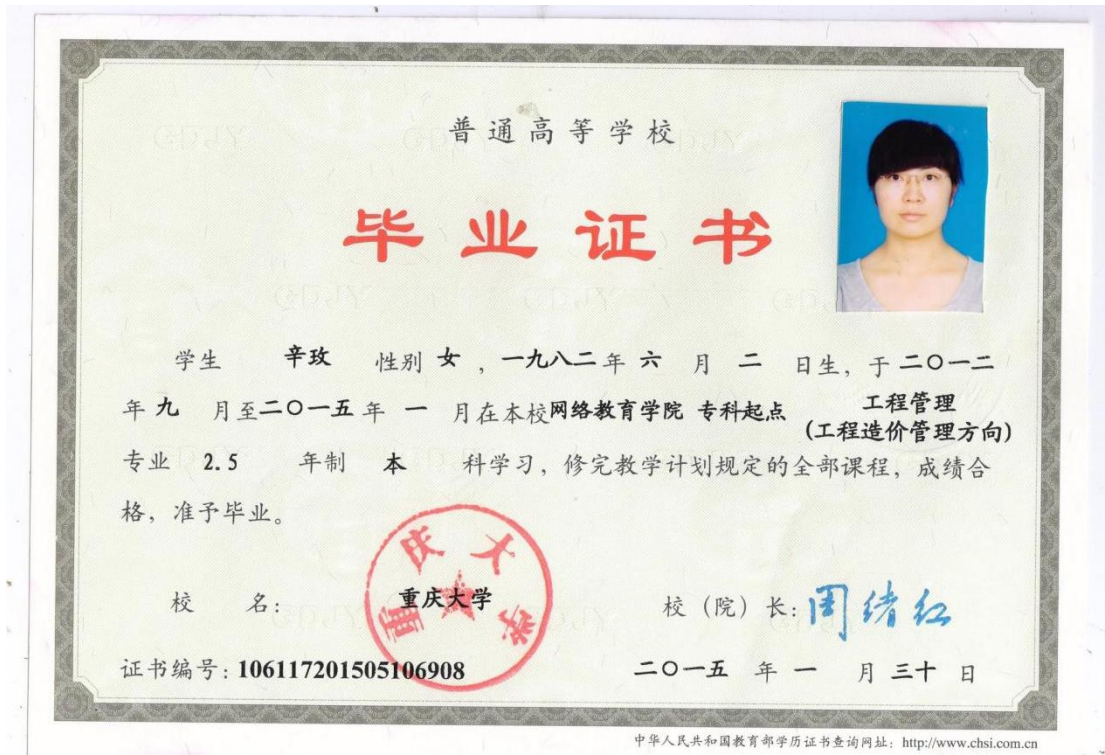 普通高等学校
毕业证书
学生 辛玫 性别 女 , 一九八二年 六 月 二 日生, 于 二〇一二
年 九 月至 二〇一五 年 一 月在本校 网络教育学院 专科起点 工程管理
(工程造价管理方向)
专业 2.5 年制 本 科学习, 修完教学计划规定的全部课程, 成绩合
格, 准予毕业。
重庆大学
校 名: 重庆大学 校 (院) 长: 周绪红
证书编号: 106117201505106908 二〇一五 年 一 月 三十 日
中华人民共和国教育部学历证书查询网址: http://www.chsi.com.cn